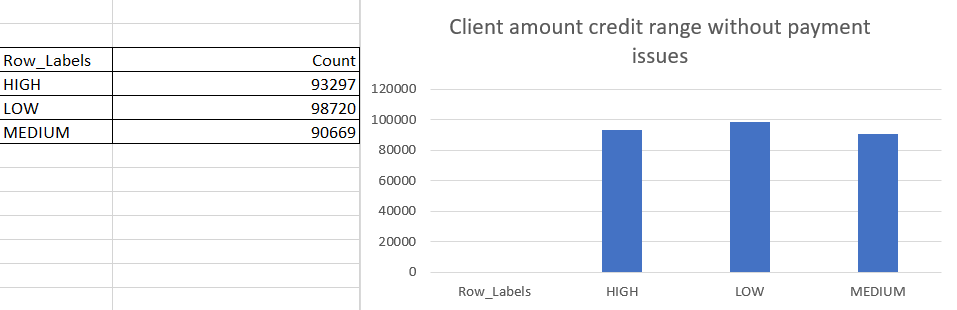 Row_Labels Count
HIGH 93297
LOW 98720
MEDIUM 90669
Client amount credit range without payment
issues
120000
100000
80000
60000
40000
20000
0
Row_Labels HIGH LOW MEDIUM